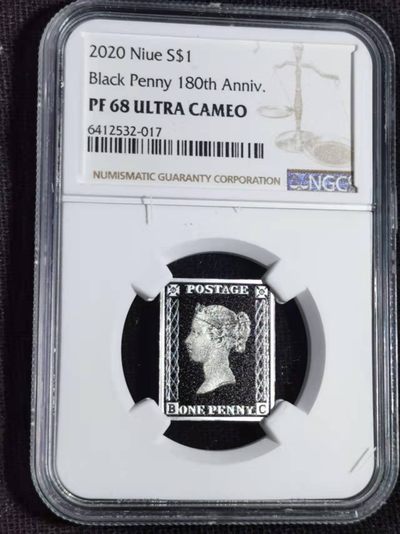 2020 Niue S$1
Black Penny 180th Anniv.
PF 68 ULTRA CAMEO
6412532-017
NUMISMATIC GUARANTY CORPORATION
NGC
POSTAGE
B ONE PENNY. C